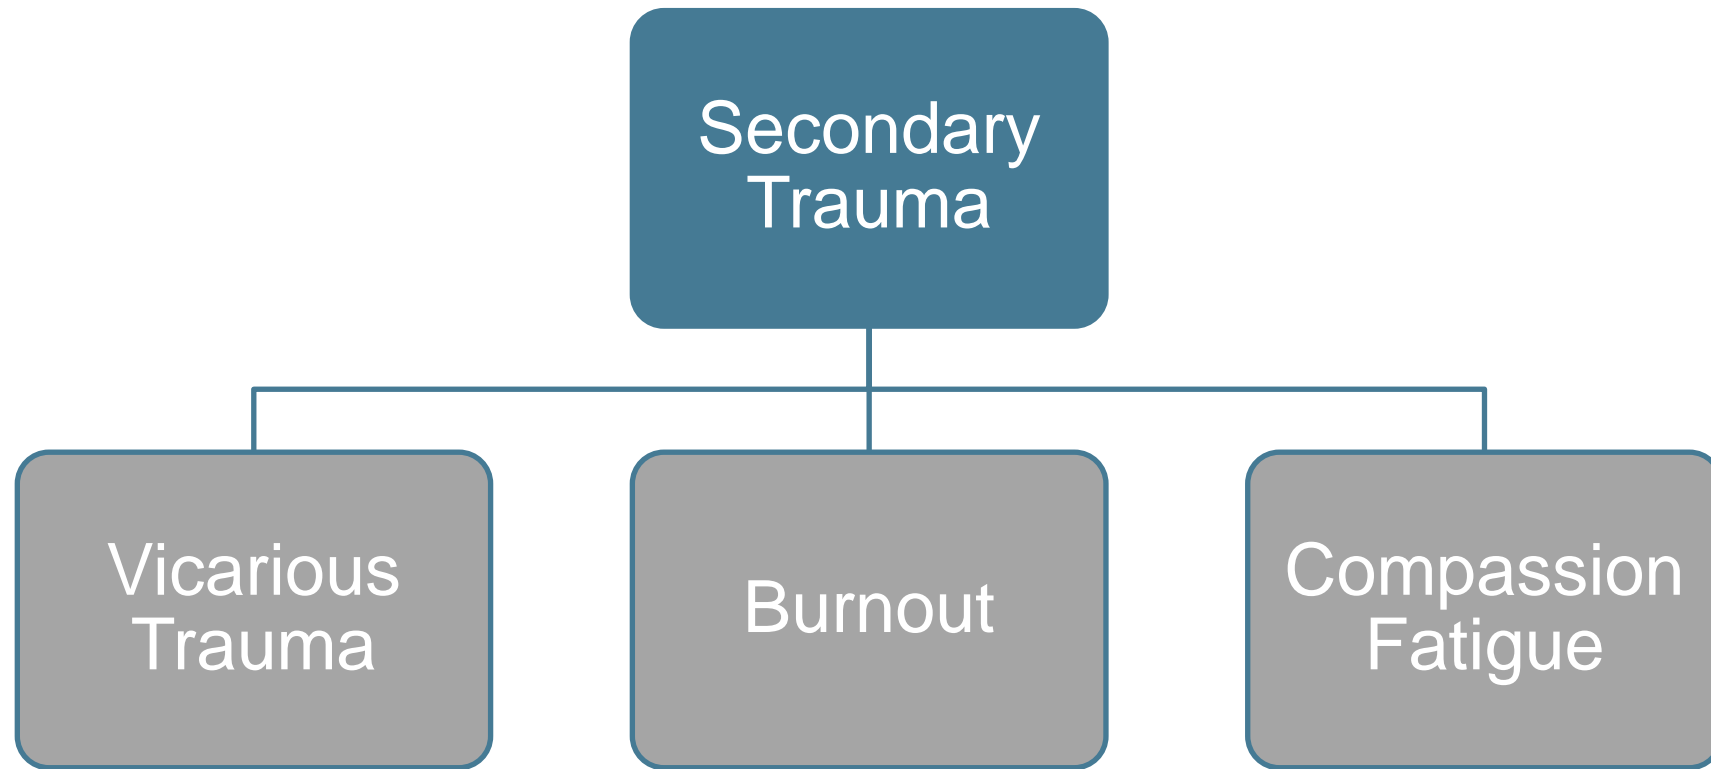 Secondary
Trauma
Vicarious
Trauma
Burnout
Compassion
Fatigue